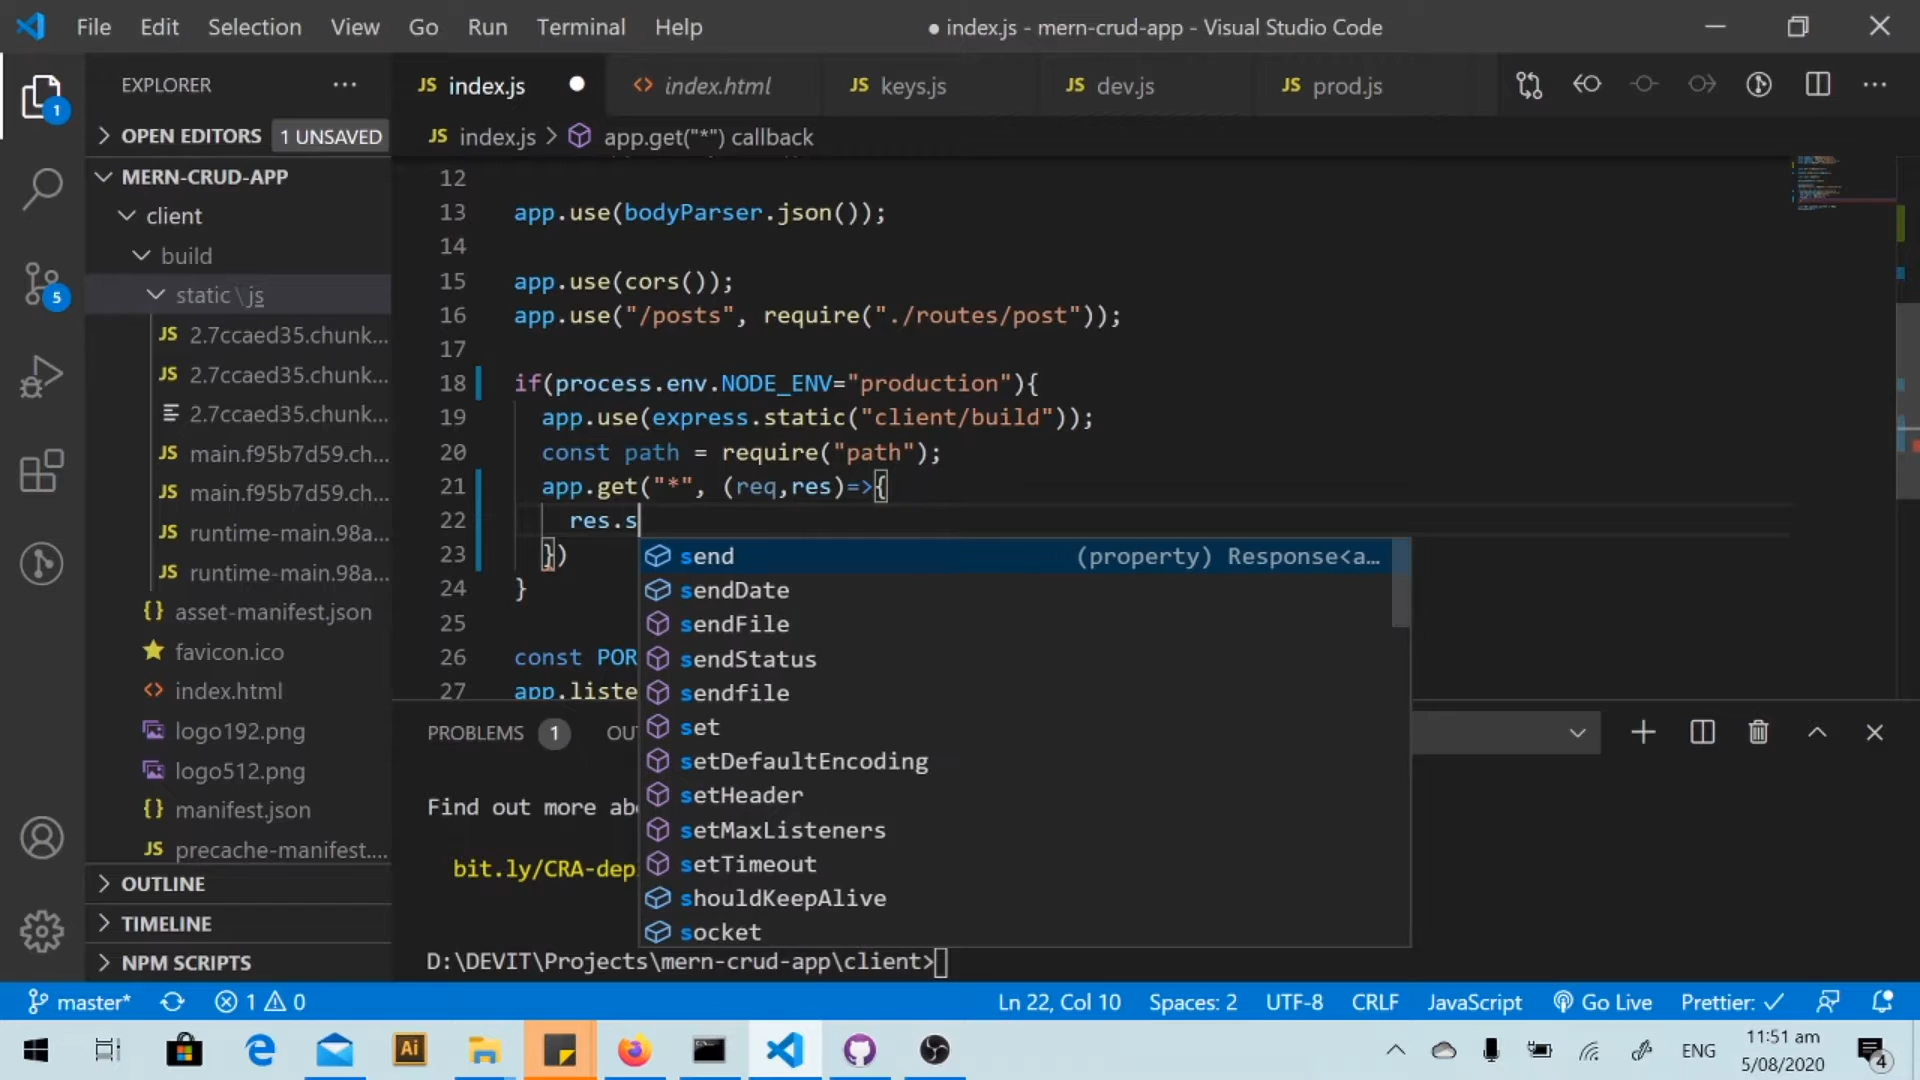 File Edit Selection View Go Run Terminal Help
● index.js - mern-crud-app - Visual Studio Code
EXPLORER
OPEN EDITORS 1 UNSAVED
MERN-CRUD-APP
client
build
static \ js
JS 2.7ccaed35.chunk...
JS 2.7ccaed35.chunk...
2.7ccaed35.chunk...
JS main.f95b7d59.ch...
JS main.f95b7d59.ch...
JS runtime-main.98a...
JS runtime-main.98a...
{} asset-manifest.json
favicon.ico
<> index.html
logo192.png
logo512.png
{} manifest.json
JS precache-manifest....
OUTLINE
TIMELINE
NPM SCRIPTS
1
5
JS index.js ● <> index.html JS keys.js JS dev.js JS prod.js
JS index.js > app.get("*") callback
12
13 app.use(bodyParser.json());
14
15 app.use(cors());
16 app.use("/posts", require("./routes/post"));
17
18 if(process.env.NODE_ENV="production"){
19 app.use(express.static("client/build"));
20 const path = require("path");
21 app.get("*", (req,res)=>{
22 res.s
23 })
24 }
25
26 const POR
27 app.liste
send (property) Response<a...
sendDate
sendFile
sendStatus
sendfile
set
setDefaultEncoding
setHeader
setMaxListeners
setTimeout
shouldKeepAlive
socket
PROBLEMS 1 OU
Find out more abo
bit.ly/CRA-dep
D:\DEVIT\Projects\mern-crud-app\client>
master* 1 0 Ln 22, Col 10 Spaces: 2 UTF-8 CRLF JavaScript Go Live Prettier: ✓
Ai
ENG
11:51 am
5/08/2020
4